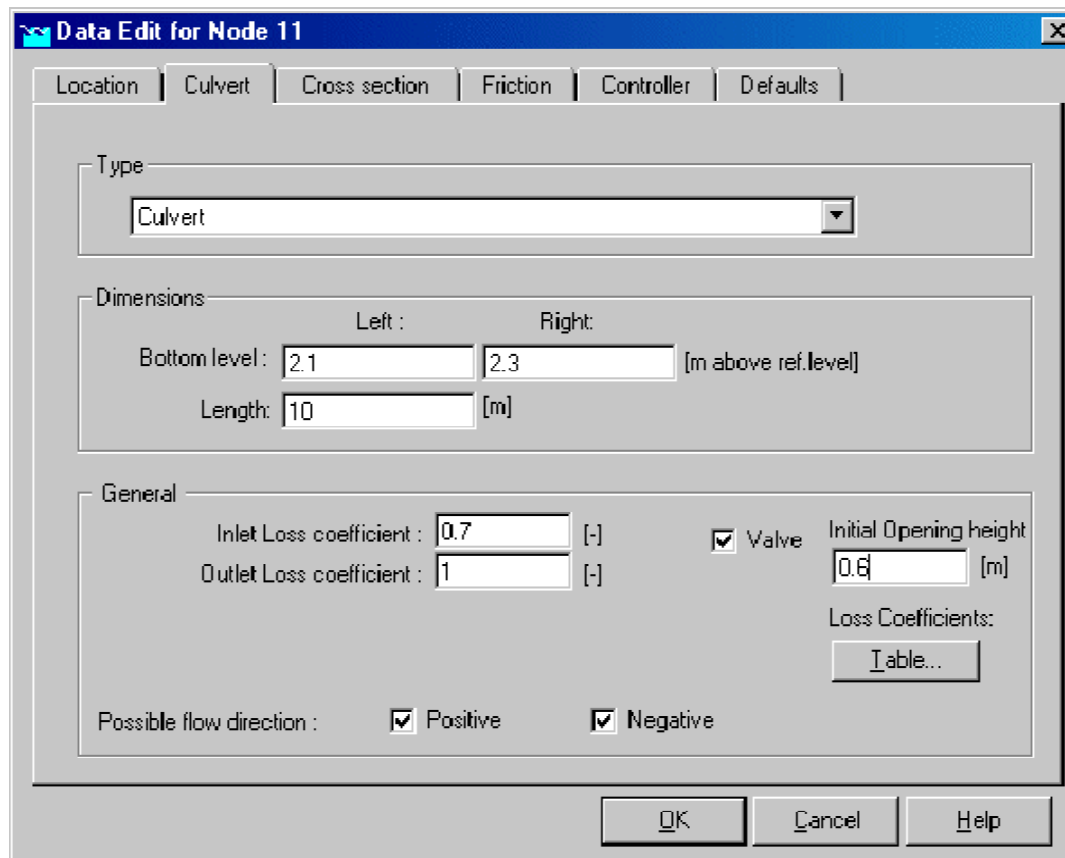 Data Edit for Node 11
Location Culvert Cross section Friction Controller Defaults
Type
Culvert
Dimensions
Left : Right:
Bottom level : 2.1 2.3 [m above ref.level]
Length: 10 [m]
General
Inlet Loss coefficient : 0.7 [-] Valve Initial Opening height
Outlet Loss coefficient : 1 [-] 0.6 [m]
Loss Coefficients:
Table...
Possible flow direction : Positive Negative
OK Cancel Help